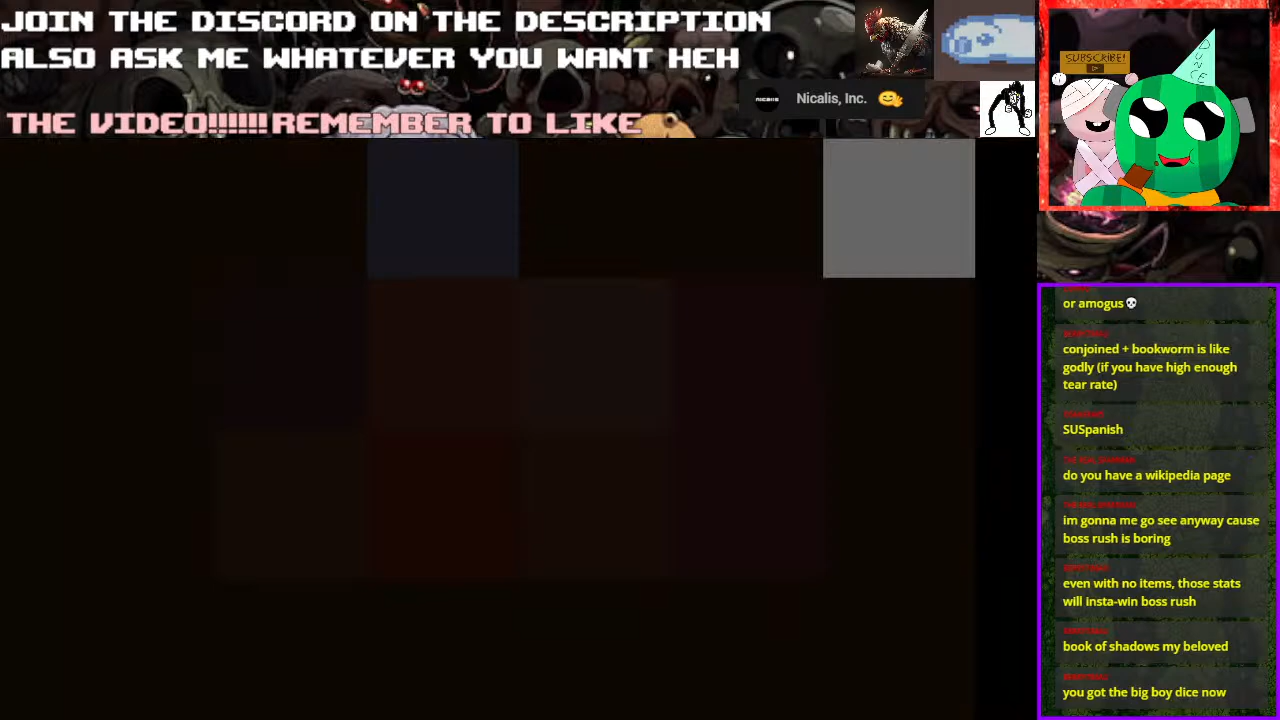 JOIN THE DISCORD ON THE DESCRIPTION
ALSO ASK ME WHATEVER YOU WANT HEH
Nicalis, Inc.
THE VIDEO!!!!!! REMEMBER TO LIKE
SUBSCRIBE!
or amogus💀
conjoined + bookworm is like
godly (if you have high enough
tear rate)
SUSpanish
do you have a wikipedia page
im gonna me go see anyway cause
boss rush is boring
even with no items, those stats
will insta-win boss rush
book of shadows my beloved
you got the big boy dice now